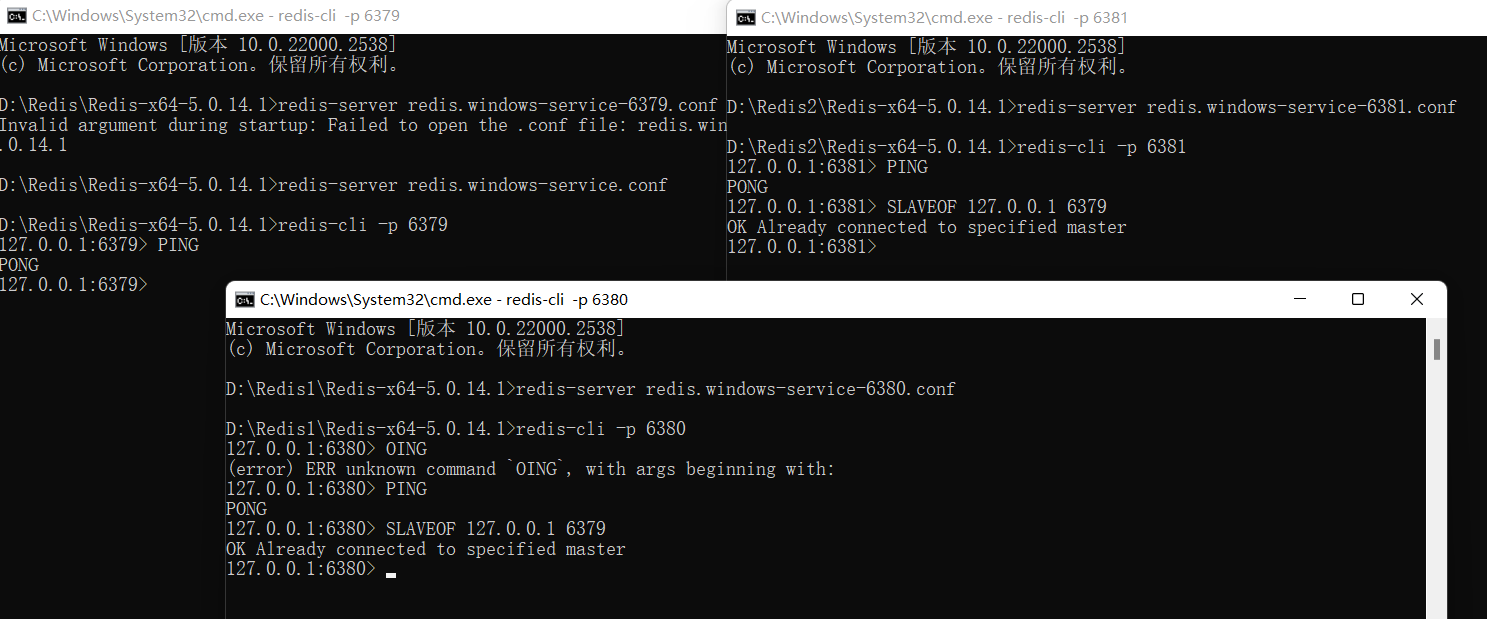 C:\Windows\System32\cmd.exe - redis-cli  -p 6379
Microsoft Windows [版本 10.0.22000.2538]
(c) Microsoft Corporation。保留所有权利。
D:\Redis\Redis-x64-5.0.14.1>redis-server redis.windows-service-6379.conf
Invalid argument during startup: Failed to open the .conf file: redis.win
.0.14.1
D:\Redis\Redis-x64-5.0.14.1>redis-server redis.windows-service.conf
D:\Redis\Redis-x64-5.0.14.1>redis-cli -p 6379
127.0.0.1:6379> PING
PONG
127.0.0.1:6379>
C:\Windows\System32\cmd.exe - redis-cli  -p 6381
Microsoft Windows [版本 10.0.22000.2538]
(c) Microsoft Corporation。保留所有权利。
D:\Redis2\Redis-x64-5.0.14.1>redis-server redis.windows-service-6381.conf
D:\Redis2\Redis-x64-5.0.14.1>redis-cli -p 6381
127.0.0.1:6381> PING
PONG
127.0.0.1:6381> SLAVEOF 127.0.0.1 6379
OK Already connected to specified master
127.0.0.1:6381>
C:\Windows\System32\cmd.exe - redis-cli  -p 6380
Microsoft Windows [版本 10.0.22000.2538]
(c) Microsoft Corporation。保留所有权利。
D:\Redis1\Redis-x64-5.0.14.1>redis-server redis.windows-service-6380.conf
D:\Redis1\Redis-x64-5.0.14.1>redis-cli -p 6380
127.0.0.1:6380> OING
(error) ERR unknown command `OING`, with args beginning with:
127.0.0.1:6380> PING
PONG
127.0.0.1:6380> SLAVEOF 127.0.0.1 6379
OK Already connected to specified master
127.0.0.1:6380>